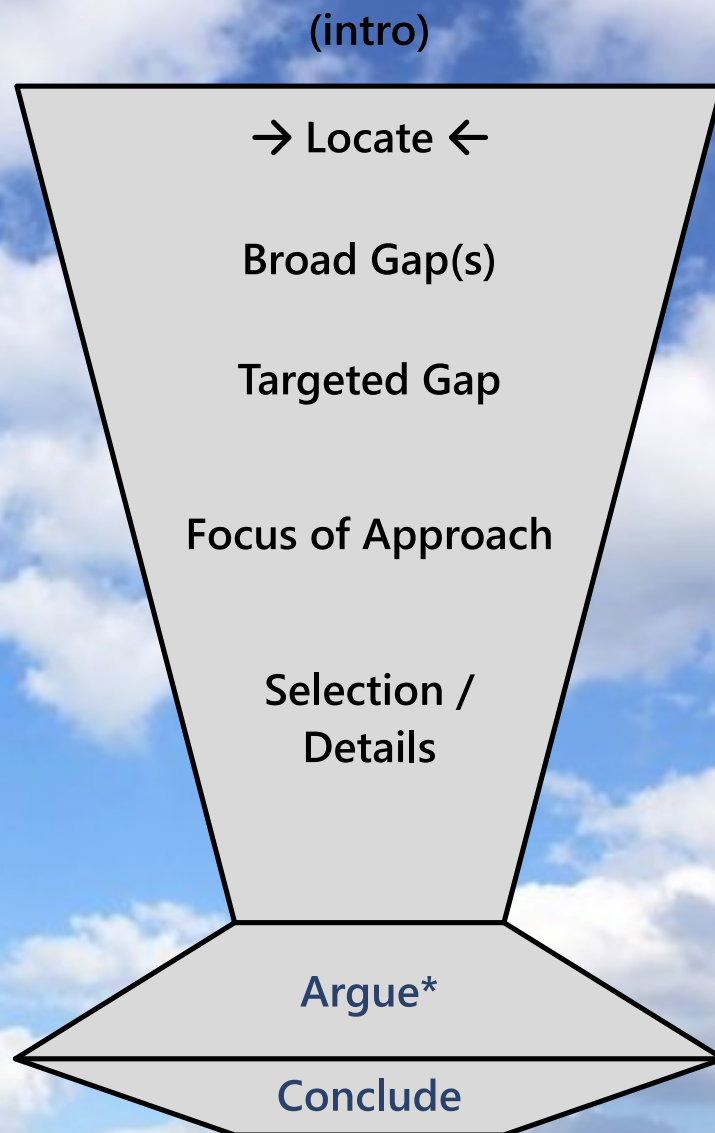 (intro)
→ Locate ←
Broad Gap(s)
Targeted Gap
Focus of Approach
Selection /
Details
Argue*
Conclude